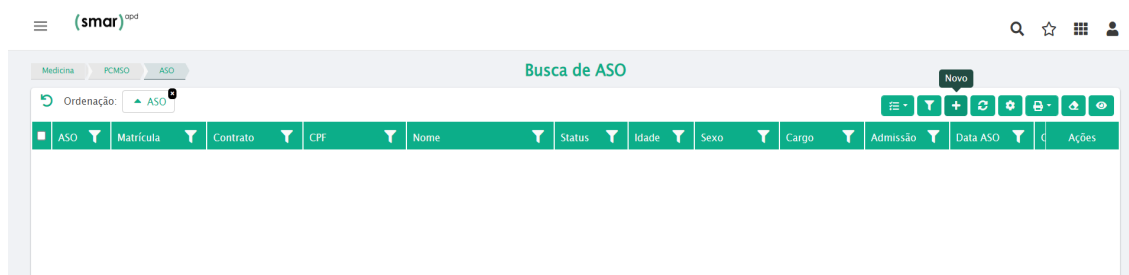 (smar)apd
Medicina PCMSO ASO
Busca de ASO
Novo
Ordenação: ASO
ASO Matrícula Contrato CPF Nome Status Idade Sexo Cargo Admissão Data ASO Ações